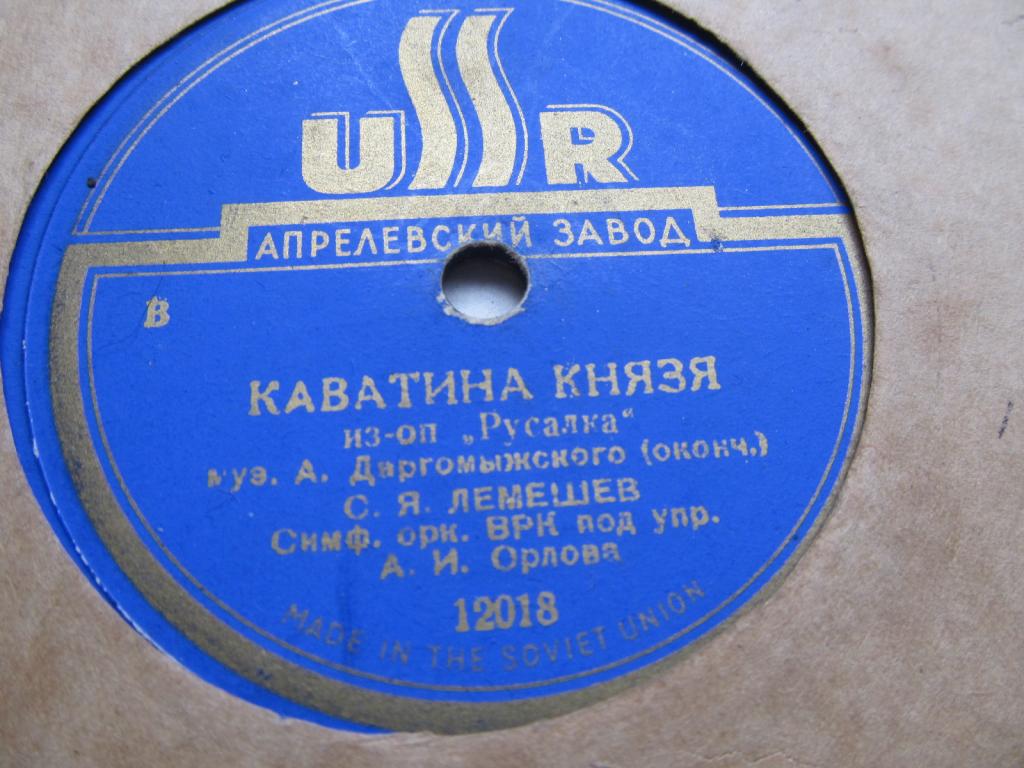 USSR
АПРЕЛЕВСКИЙ ЗАВОД
В
КАВАТИНА КНЯЗЯ
из-оп „Русалка“
муз. А. Даргомыжского (оконч.)
С. Я. ЛЕМЕШЕВ
Симф. орк. ВРК под упр.
А. И. Орлова
12018
MADE IN THE SOVIET UNION